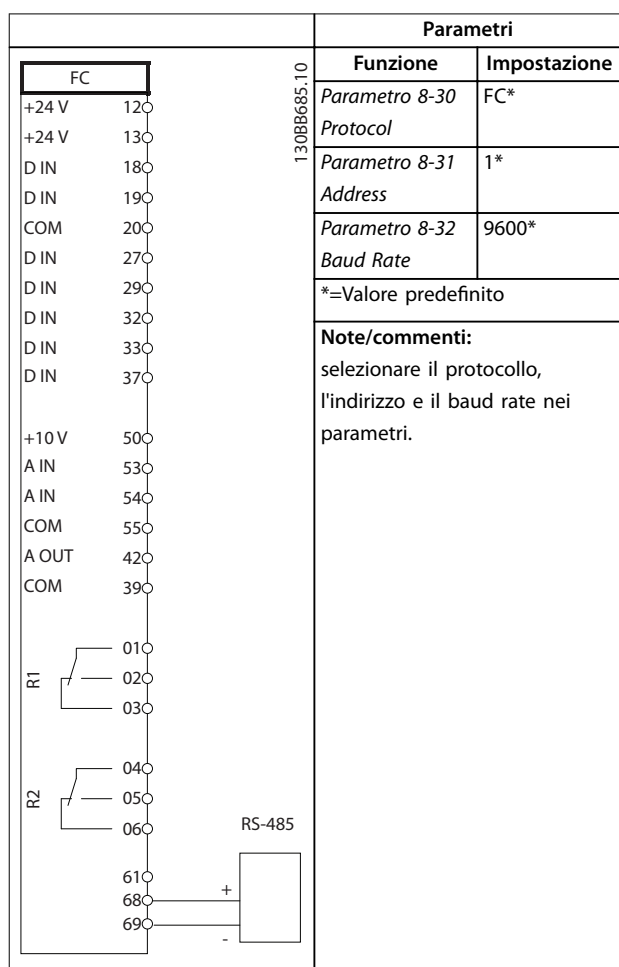 FC
+24 V 12
+24 V 13
D IN 18
D IN 19
COM 20
D IN 27
D IN 29
D IN 32
D IN 33
D IN 37
+10 V 50
A IN 53
A IN 54
COM 55
A OUT 42
COM 39
R1
01
02
03
R2
04
05
06
RS-485
61
68 +
69 -
130BB685.10
Parametri
Funzione Impostazione
Parametro 8-30 FC*
Protocol
Parametro 8-31 1*
Address
Parametro 8-32 9600*
Baud Rate
*=Valore predefinito
Note/commenti:
selezionare il protocollo,
l'indirizzo e il baud rate nei
parametri.